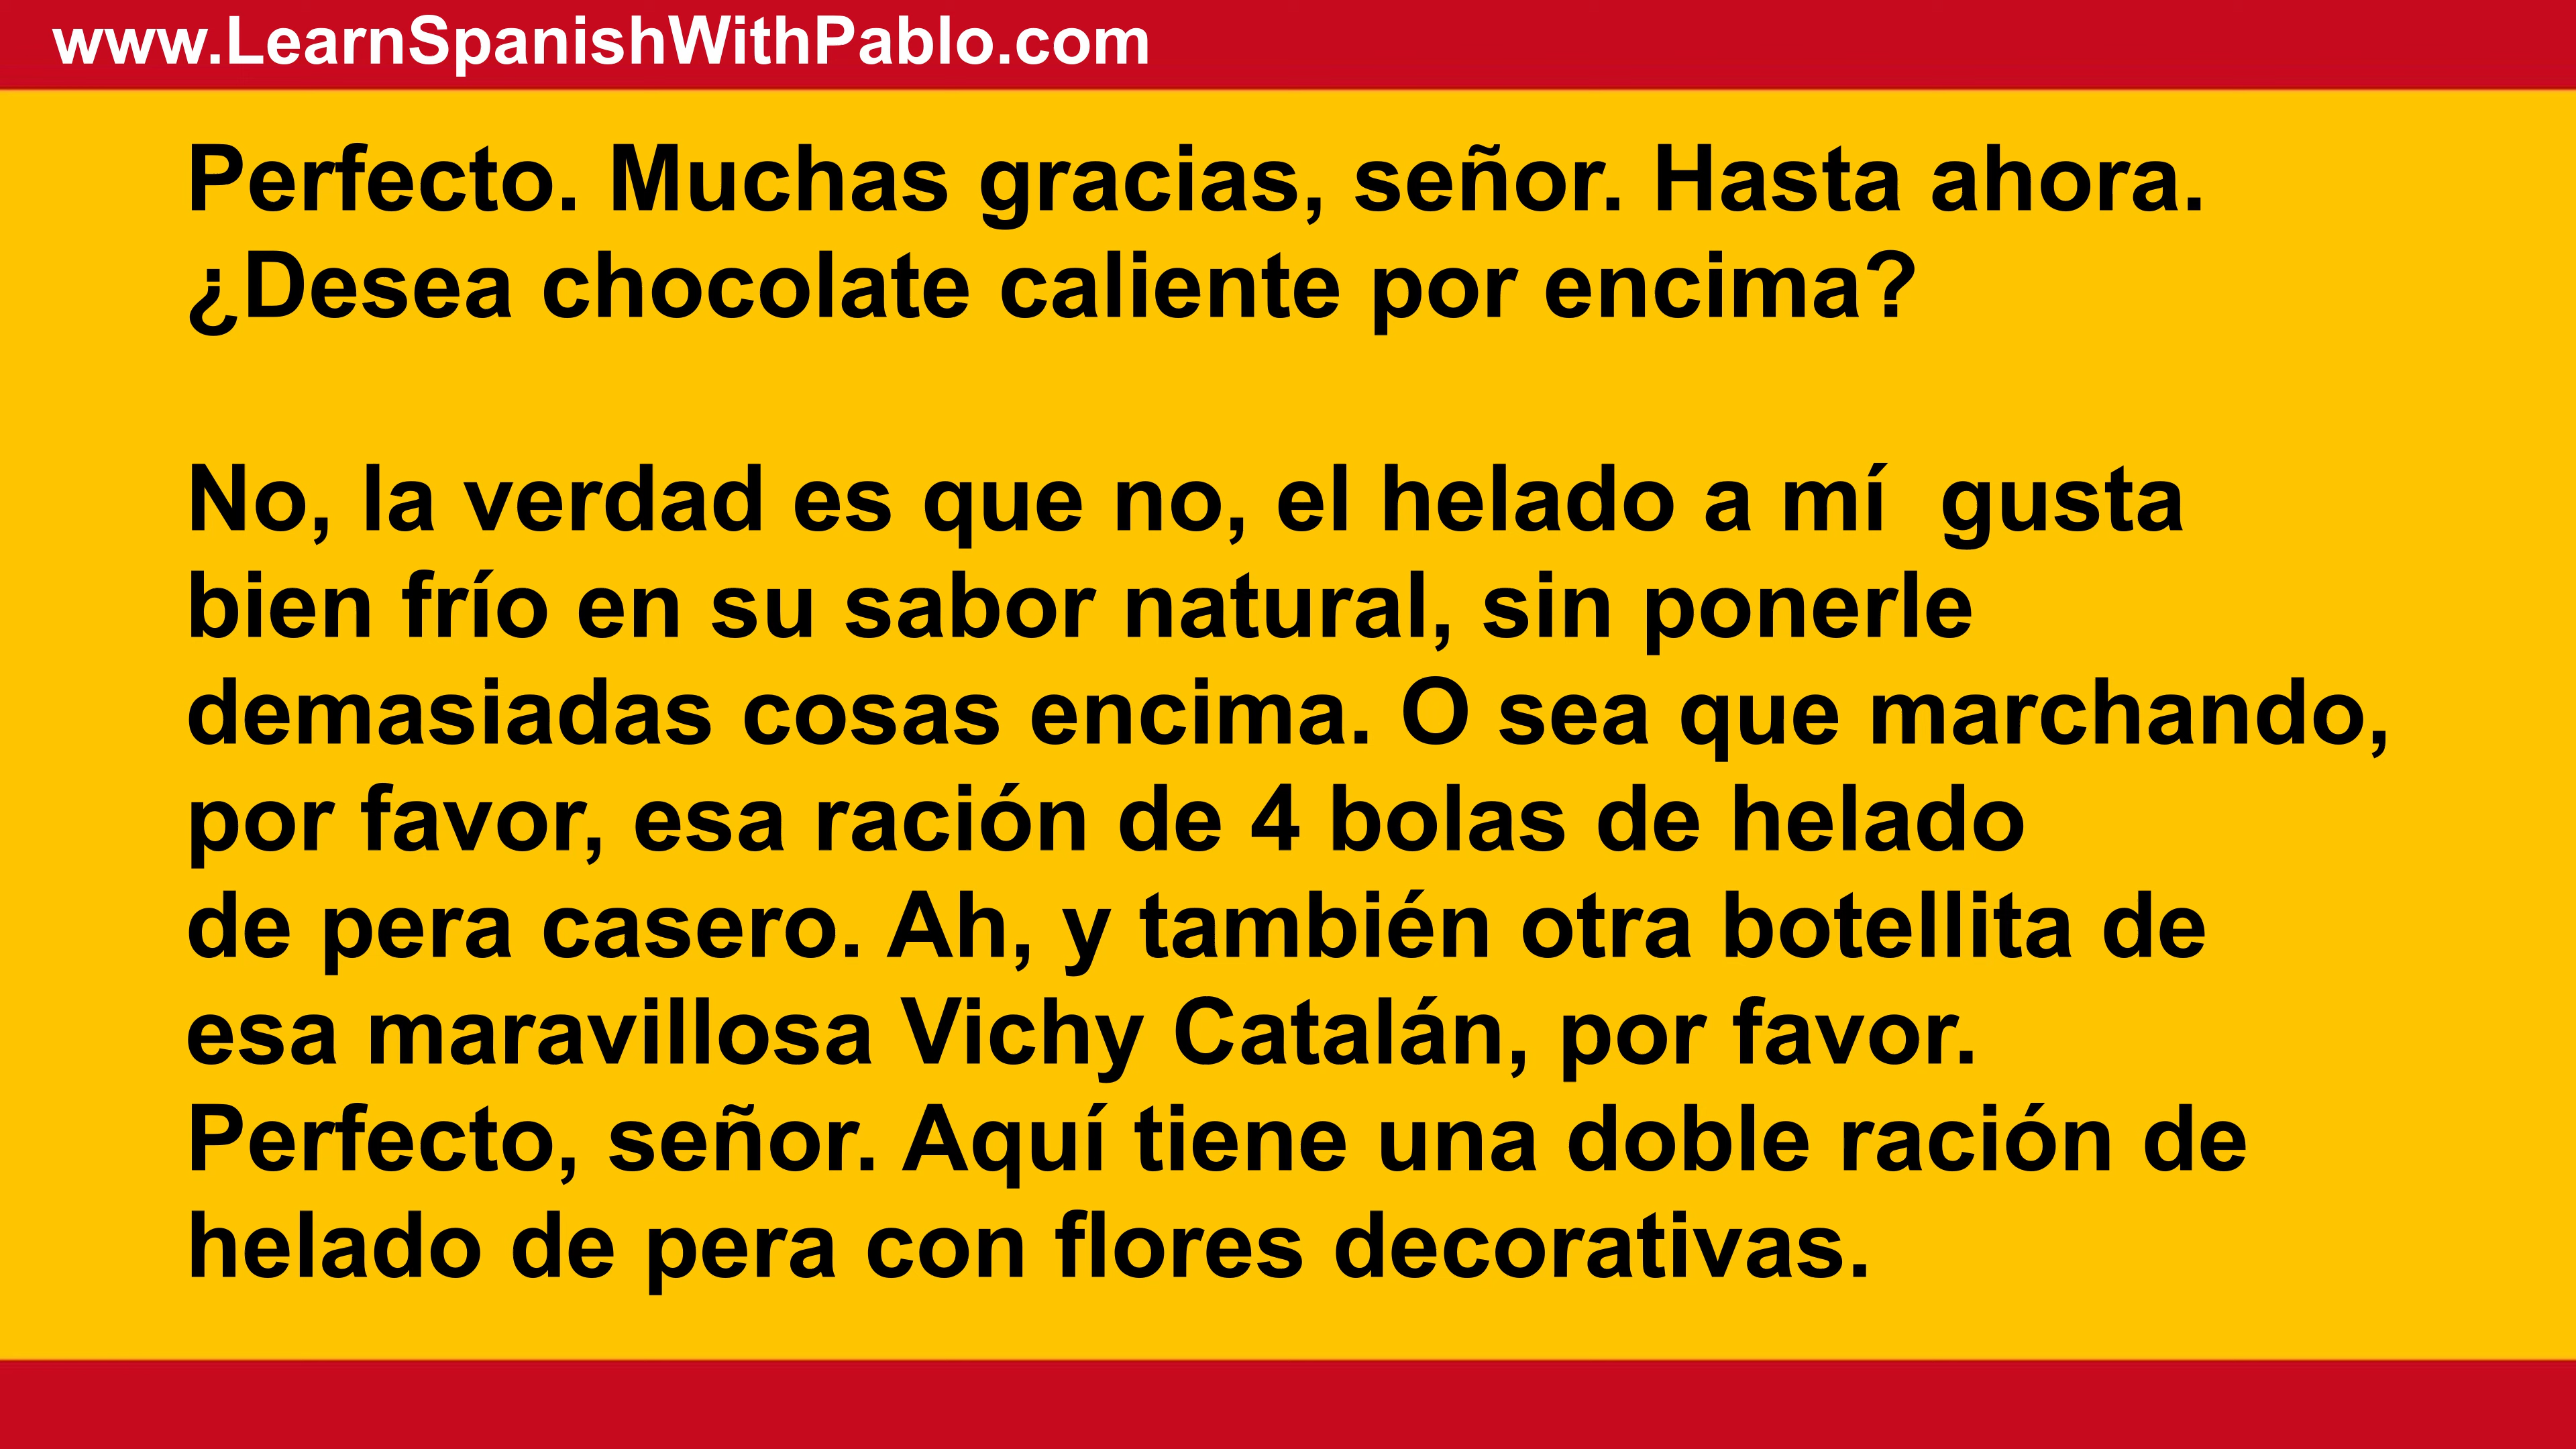 www.LearnSpanishWithPablo.com
Perfecto. Muchas gracias, señor. Hasta ahora.
¿Desea chocolate caliente por encima?
No, la verdad es que no, el helado a mí  gusta
bien frío en su sabor natural, sin ponerle
demasiadas cosas encima. O sea que marchando,
por favor, esa ración de 4 bolas de helado
de pera casero. Ah, y también otra botellita de
esa maravillosa Vichy Catalán, por favor.
Perfecto, señor. Aquí tiene una doble ración de
helado de pera con flores decorativas.